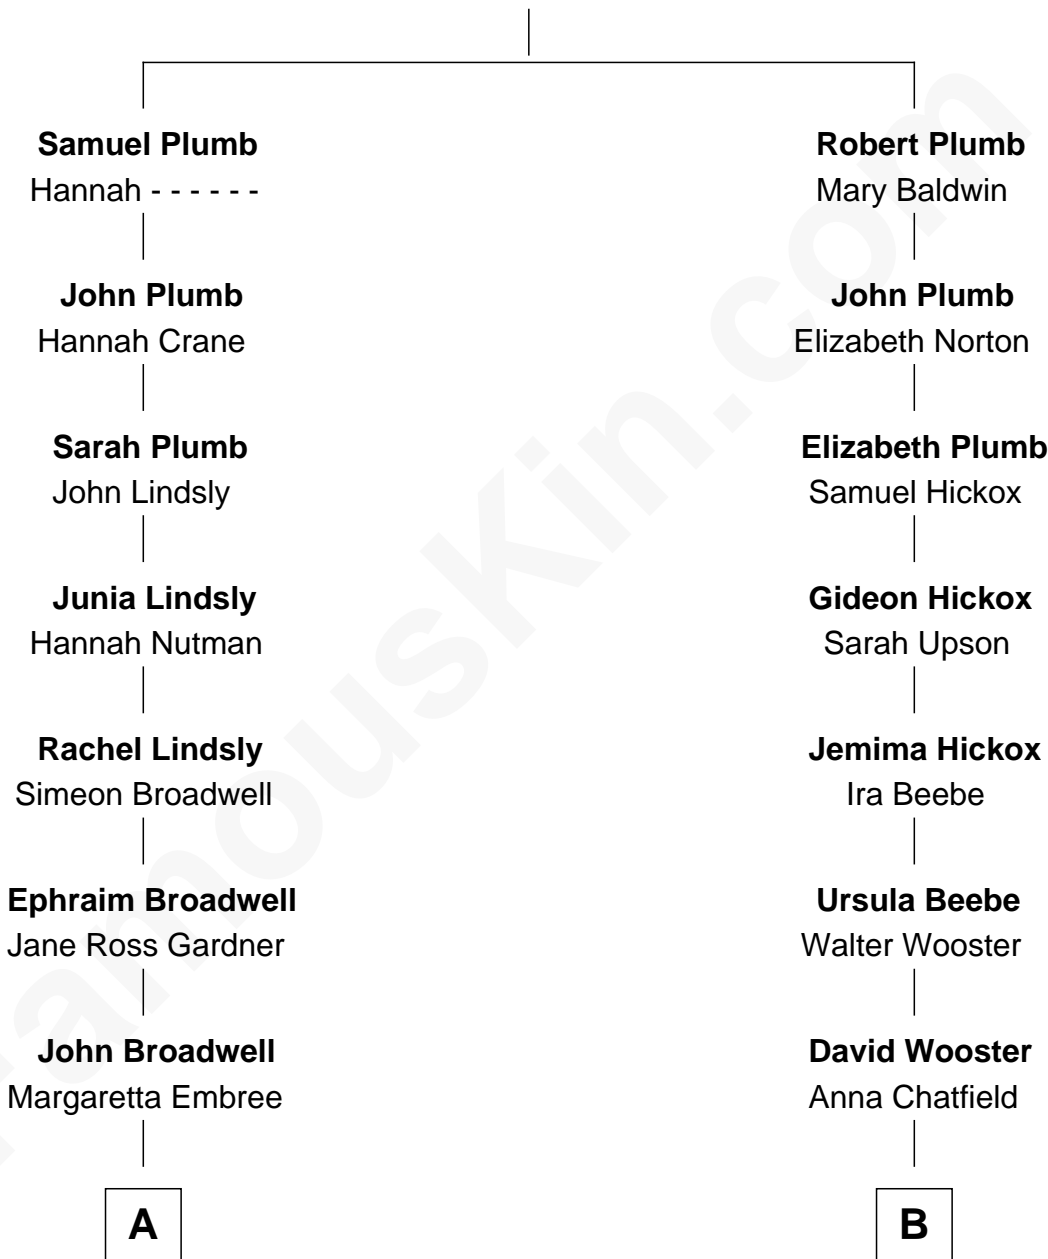 Samuel Plumb
Hannah - - - - - -
John Plumb
Hannah Crane
Sarah Plumb
John Lindsly
Junia Lindsly
Hannah Nutman
Rachel Lindsly
Simeon Broadwell
Ephraim Broadwell
Jane Ross Gardner
John Broadwell
Margaretta Embree
A
Robert Plumb
Mary Baldwin
John Plumb
Elizabeth Norton
Elizabeth Plumb
Samuel Hickox
Gideon Hickox
Sarah Upson
Jemima Hickox
Ira Beebe
Ursula Beebe
Walter Wooster
David Wooster
Anna Chatfield
B
FamousKin.com